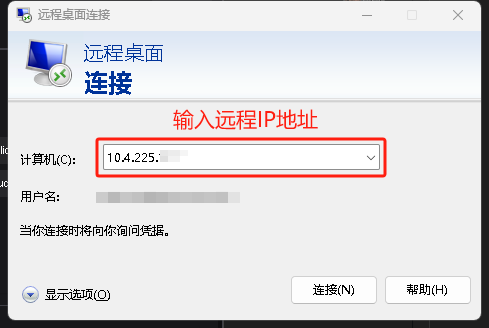 远程桌面连接
远程桌面
连接
输入远程IP地址
计算机(C):
10.4.225.
用户名:
当你连接时将向你询问凭据。
显示选项(O)
连接(N)
帮助(H)